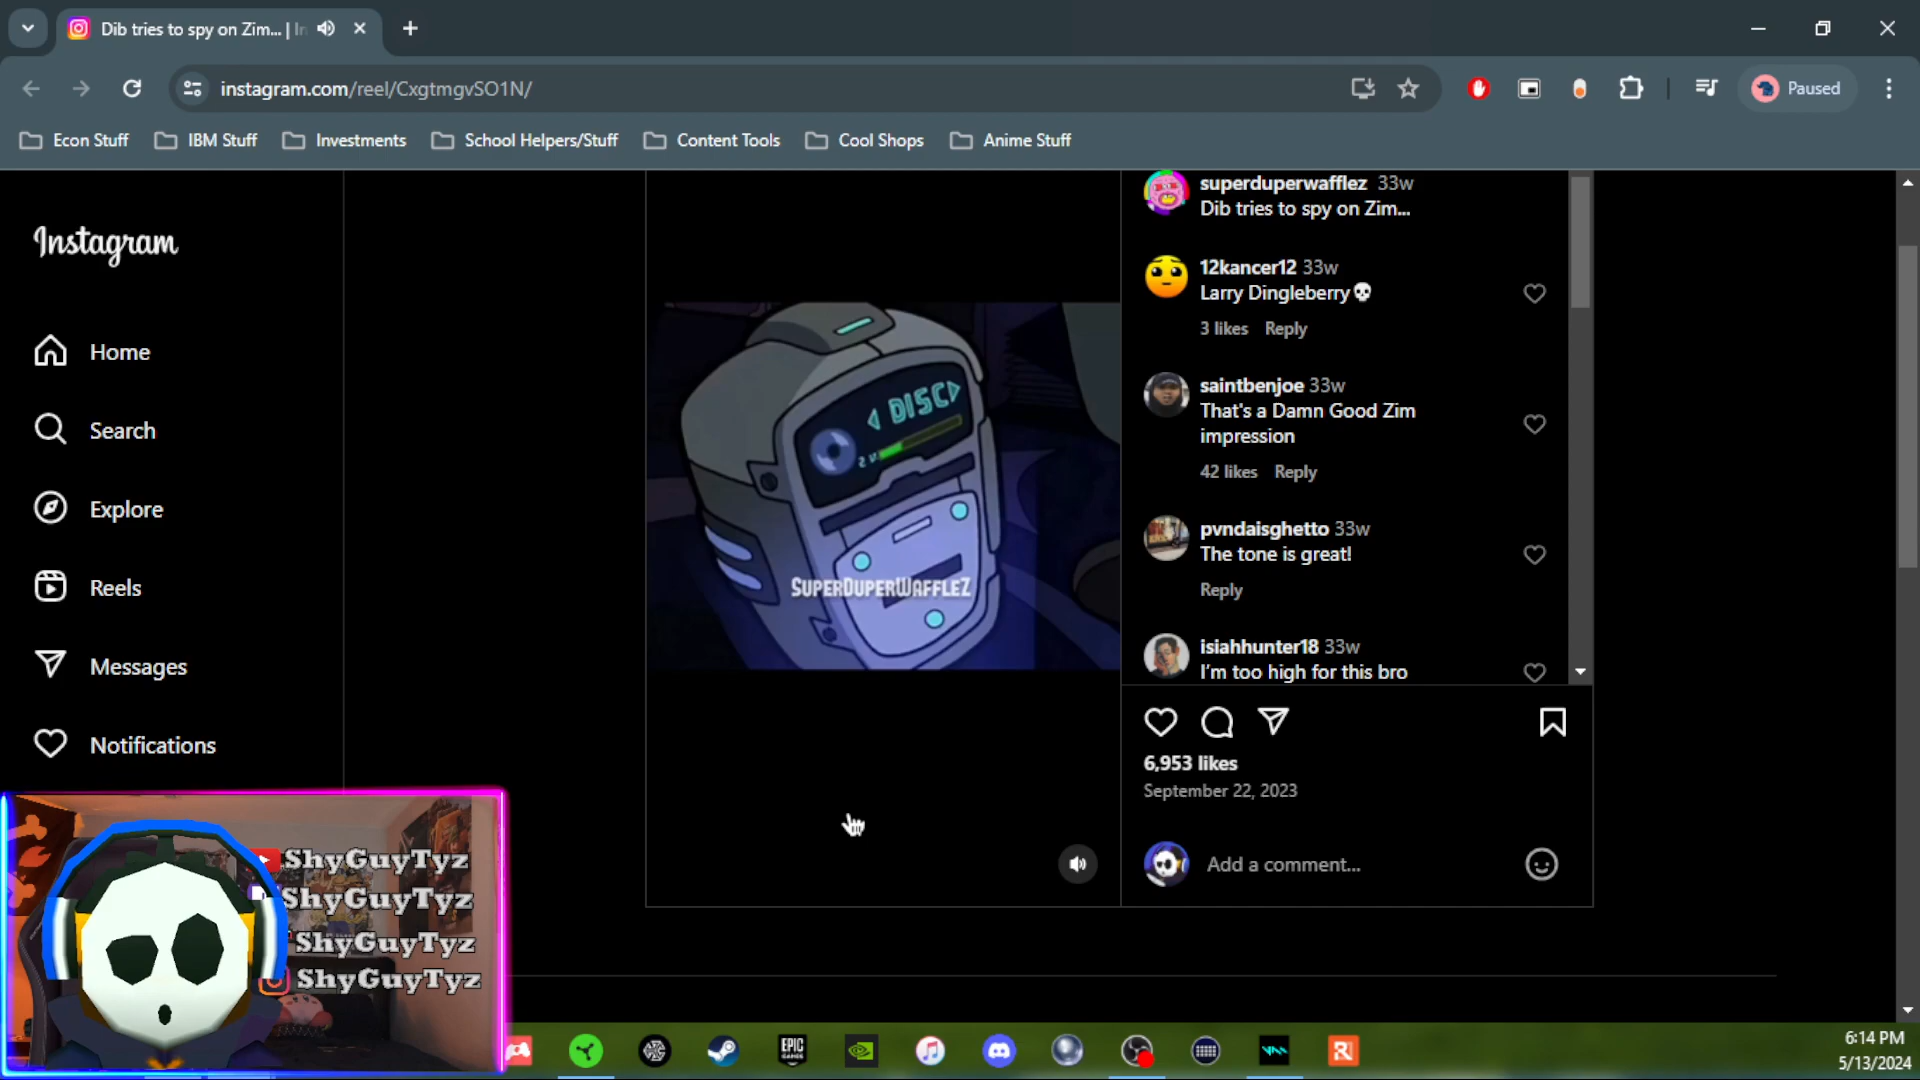 Dib tries to spy on Zim... | In
instagram.com/reel/CxgtmgvSO1N/
Paused
Econ Stuff
IBM Stuff
Investments
School Helpers/Stuff
Content Tools
Cool Shops
Anime Stuff
Instagram
Home
Search
Explore
Reels
Messages
Notifications
DISC
SUPERDUPERWAFFLEZ
superduperwafflez 33w
Dib tries to spy on Zim...
12kancer12 33w
Larry Dingleberry💀
3 likes Reply
saintbenjoe 33w
That's a Damn Good Zim
impression
42 likes Reply
pvndaisghetto 33w
The tone is great!
Reply
isiahhunter18 33w
I'm too high for this bro
6,953 likes
September 22, 2023
Add a comment...
ShyGuyTyz
ShyGuyTyz
ShyGuyTyz
ShyGuyTyz
EPIC
GAMES
6:14 PM
5/13/2024